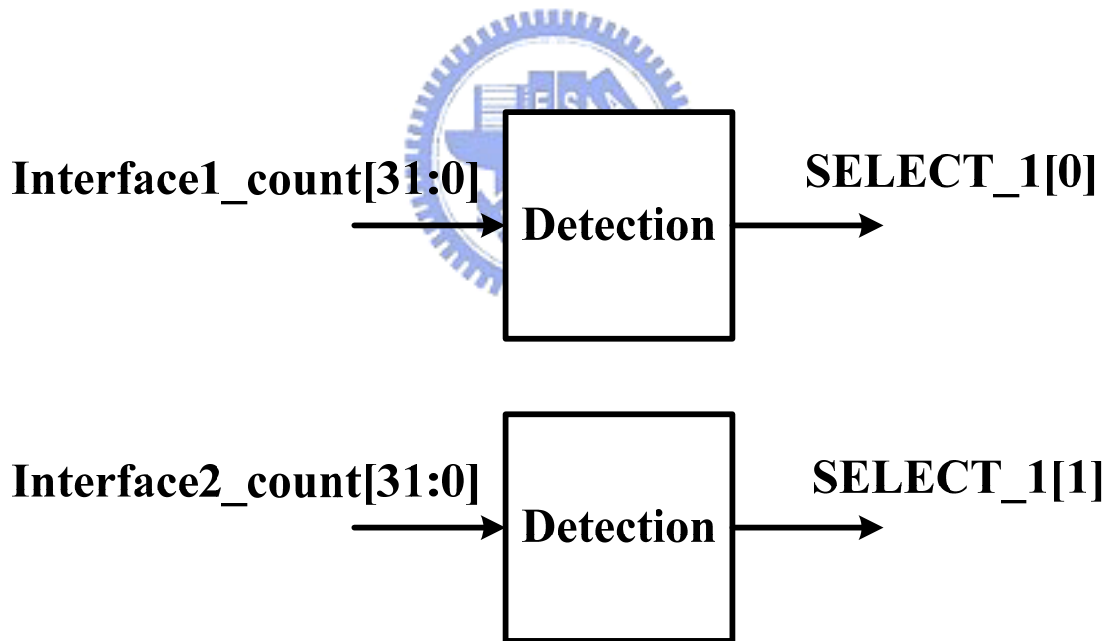 Interface1_count[31:0]
Detection
SELECT_1[0]
Interface2_count[31:0]
Detection
SELECT_1[1]